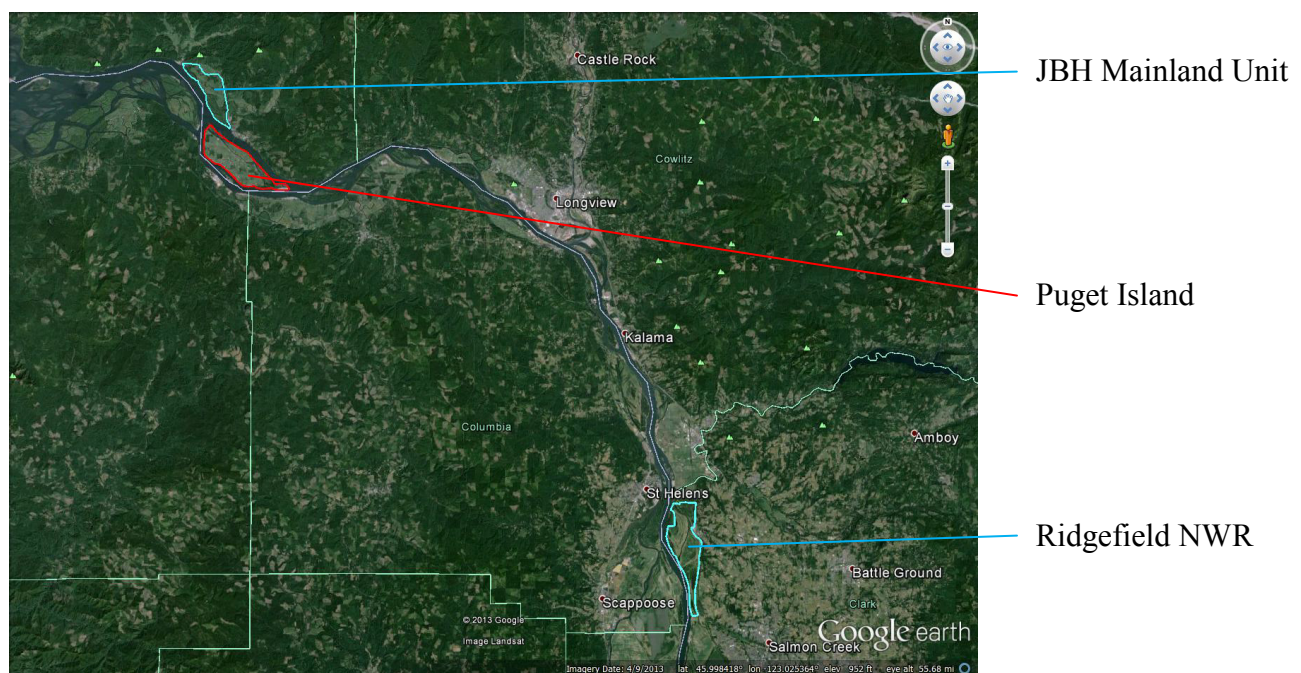 N
Castle Rock
JBH Mainland Unit
Cowlitz
Longview
Puget Island
Kalama
Columbia
Amboy
St Helens
Ridgefield NWR
Battle Ground
Scappoose
Clark
© 2013 Google
Image Landsat
Google earth
Salmon Creek
Imagery Date: 4/9/2013 lat 45.998418° lon -123.025364° elev 952 ft eye alt 55.68 mi